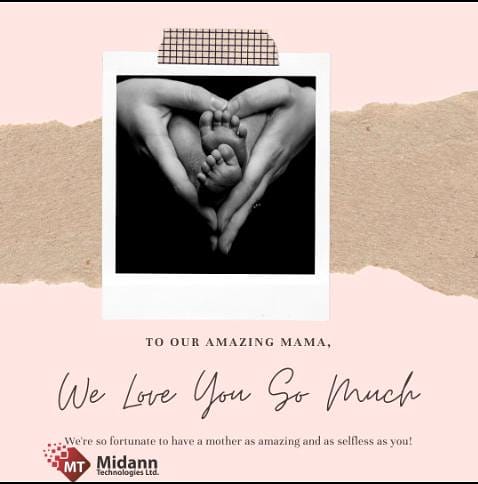 TO OUR AMAZING MAMA,
We Love You So Much
We're so fortunate to have a mother as amazing and as selfless as you!
MT
Midann
Technologies Ltd.